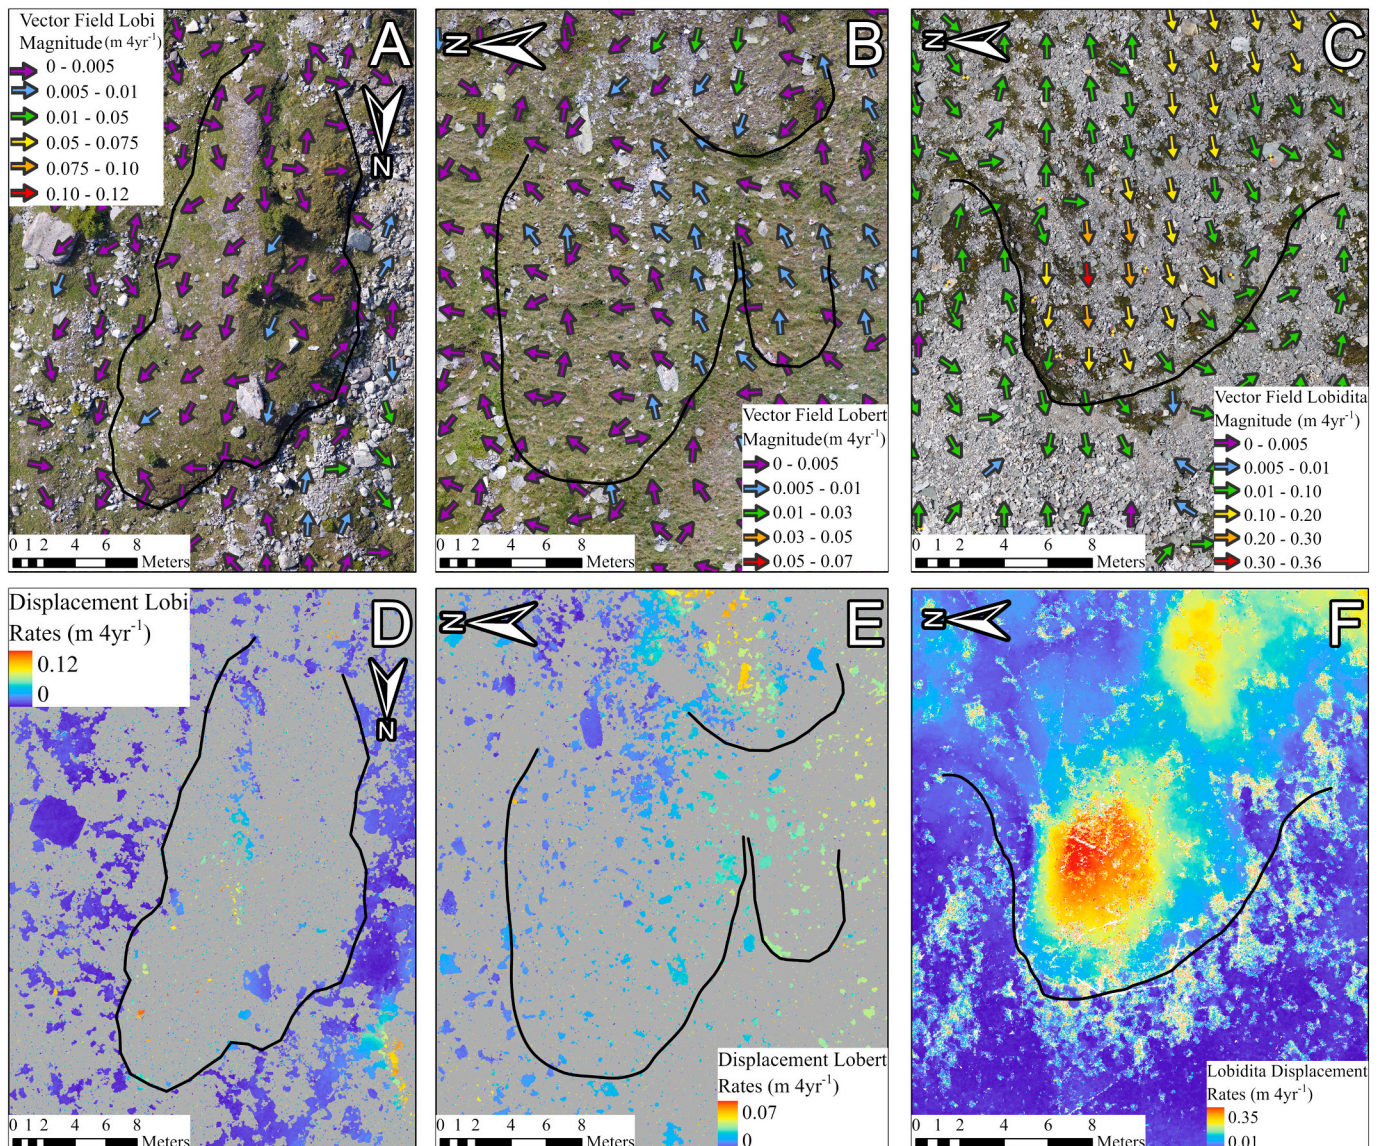 Vector Field Lobi
Magnitude (m 4yr-1)
0 - 0.005
0.005 - 0.01
0.01 - 0.05
0.05 - 0.075
0.075 - 0.10
0.10 - 0.12
A
N
0 1 2 4 6 8
Meters
N
B
Vector Field Lobert
Magnitude (m 4yr-1)
0 - 0.005
0.005 - 0.01
0.01 - 0.03
0.03 - 0.05
0.05 - 0.07
0 1 2 4 6 8
Meters
N
C
Vector Field Lobidita
Magnitude (m 4yr-1)
0 - 0.005
0.005 - 0.01
0.01 - 0.10
0.10 - 0.20
0.20 - 0.30
0.30 - 0.36
0 1 2 4 6 8
Meters
Displacement Lobi
Rates (m 4yr-1)
0.12
0
D
N
0 1 2 4 6 8
Meters
N
E
Displacement Lobert
Rates (m 4yr-1)
0.07
0
0 1 2 4 6 8
Meters
N
F
Lobidita Displacement
Rates (m 4yr-1)
0.35
0.01
0 1 2 4 6 8
Meters